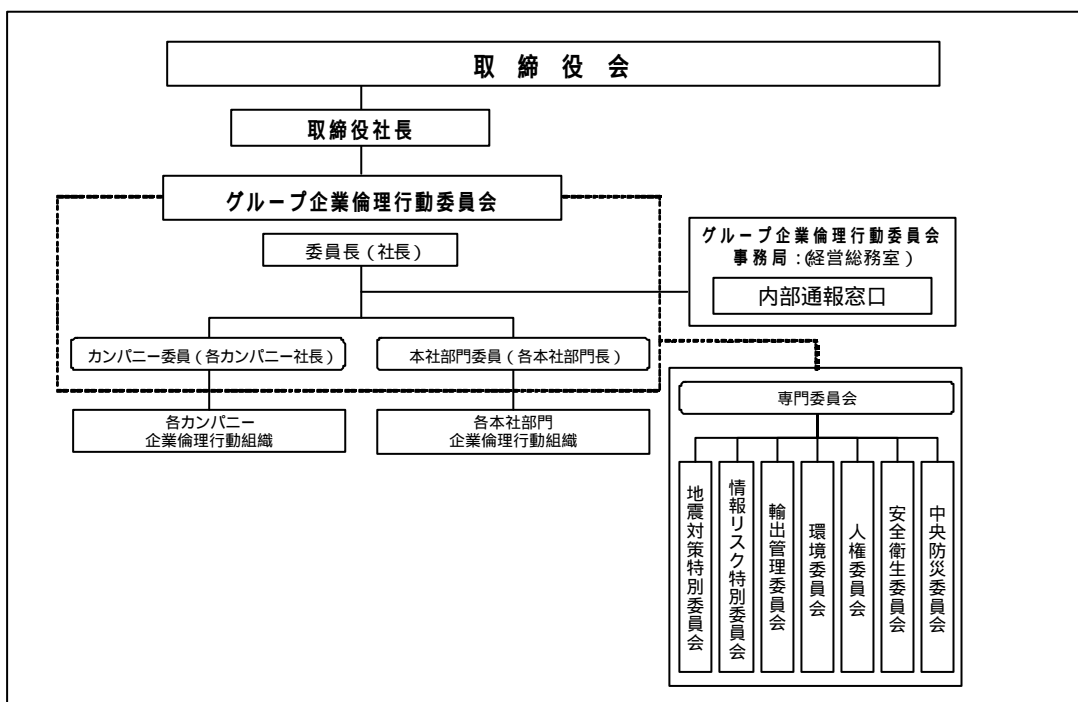 取締役会
取締役社長
グループ企業倫理行動委員会
委員長（社長）
グループ企業倫理行動委員会
事務局：（経営総務室）
内部通報窓口
カンパニー委員（各カンパニー社長）
本社部門委員（各本社部門長）
各カンパニー
企業倫理行動組織
各本社部門
企業倫理行動組織
専門委員会
地震対策特別委員会
情報リスク特別委員会
輸出管理委員会
環境委員会
人権委員会
安全衛生委員会
中央防災委員会